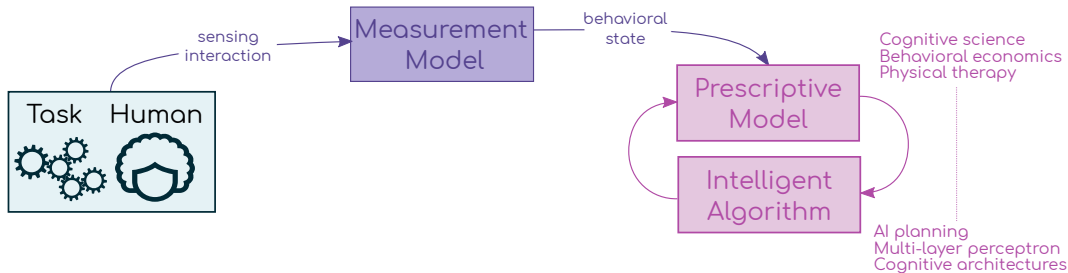 Task Human
sensing
interaction
Measurement
Model
behavioral
state
Prescriptive
Model
Intelligent
Algorithm
Cognitive science
Behavioral economics
Physical therapy
AI planning
Multi-layer perceptron
Cognitive architectures